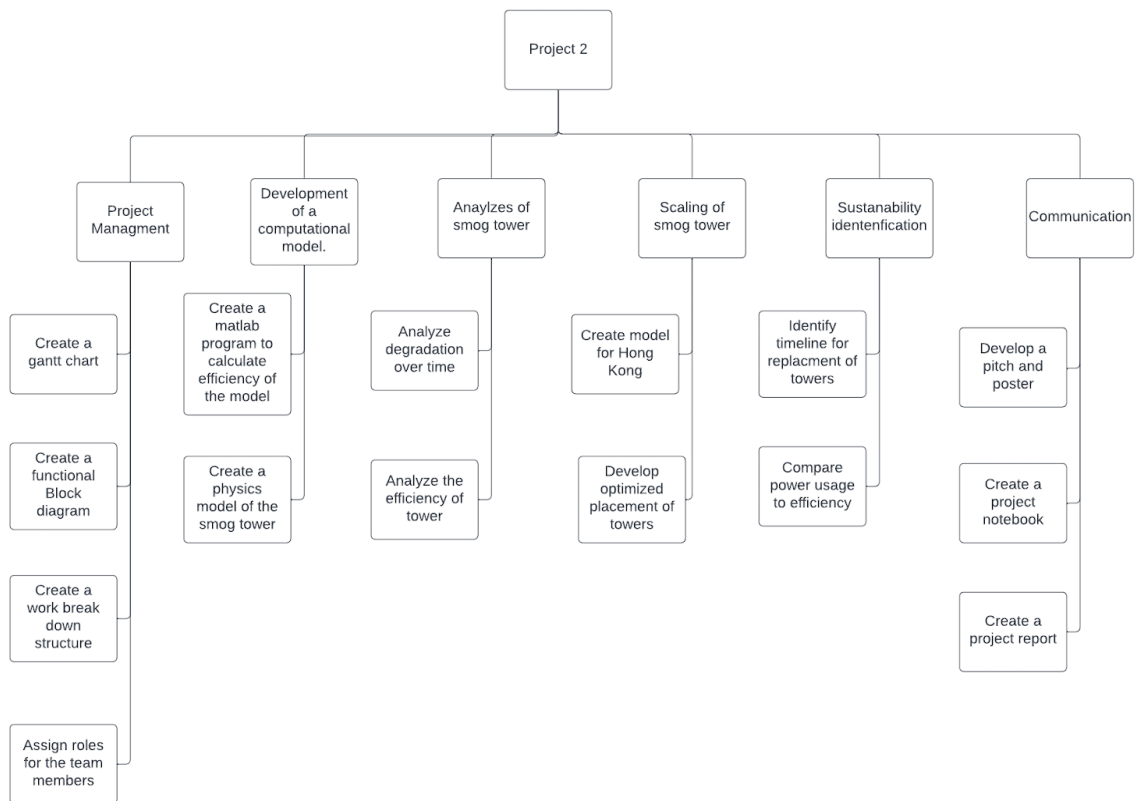 Project 2
Project
Managment
Development
of a
computational
model.
Anaylzes of
smog tower
Scaling of
smog tower
Sustanability
identenfication
Communication
Create a
gantt chart
Create a
functional
Block
diagram
Create a
work break
down
structure
Assign roles
for the team
members
Create a
matlab
program to
calculate
efficiency of
the model
Create a
physics
model of the
smog tower
Analyze
degradation
over time
Analyze the
efficiency of
tower
Create model
for Hong
Kong
Develop
optimized
placement of
towers
Identify
timeline for
replacment of
towers
Compare
power usage
to efficiency
Develop a
pitch and
poster
Create a
project
notebook
Create a
project report